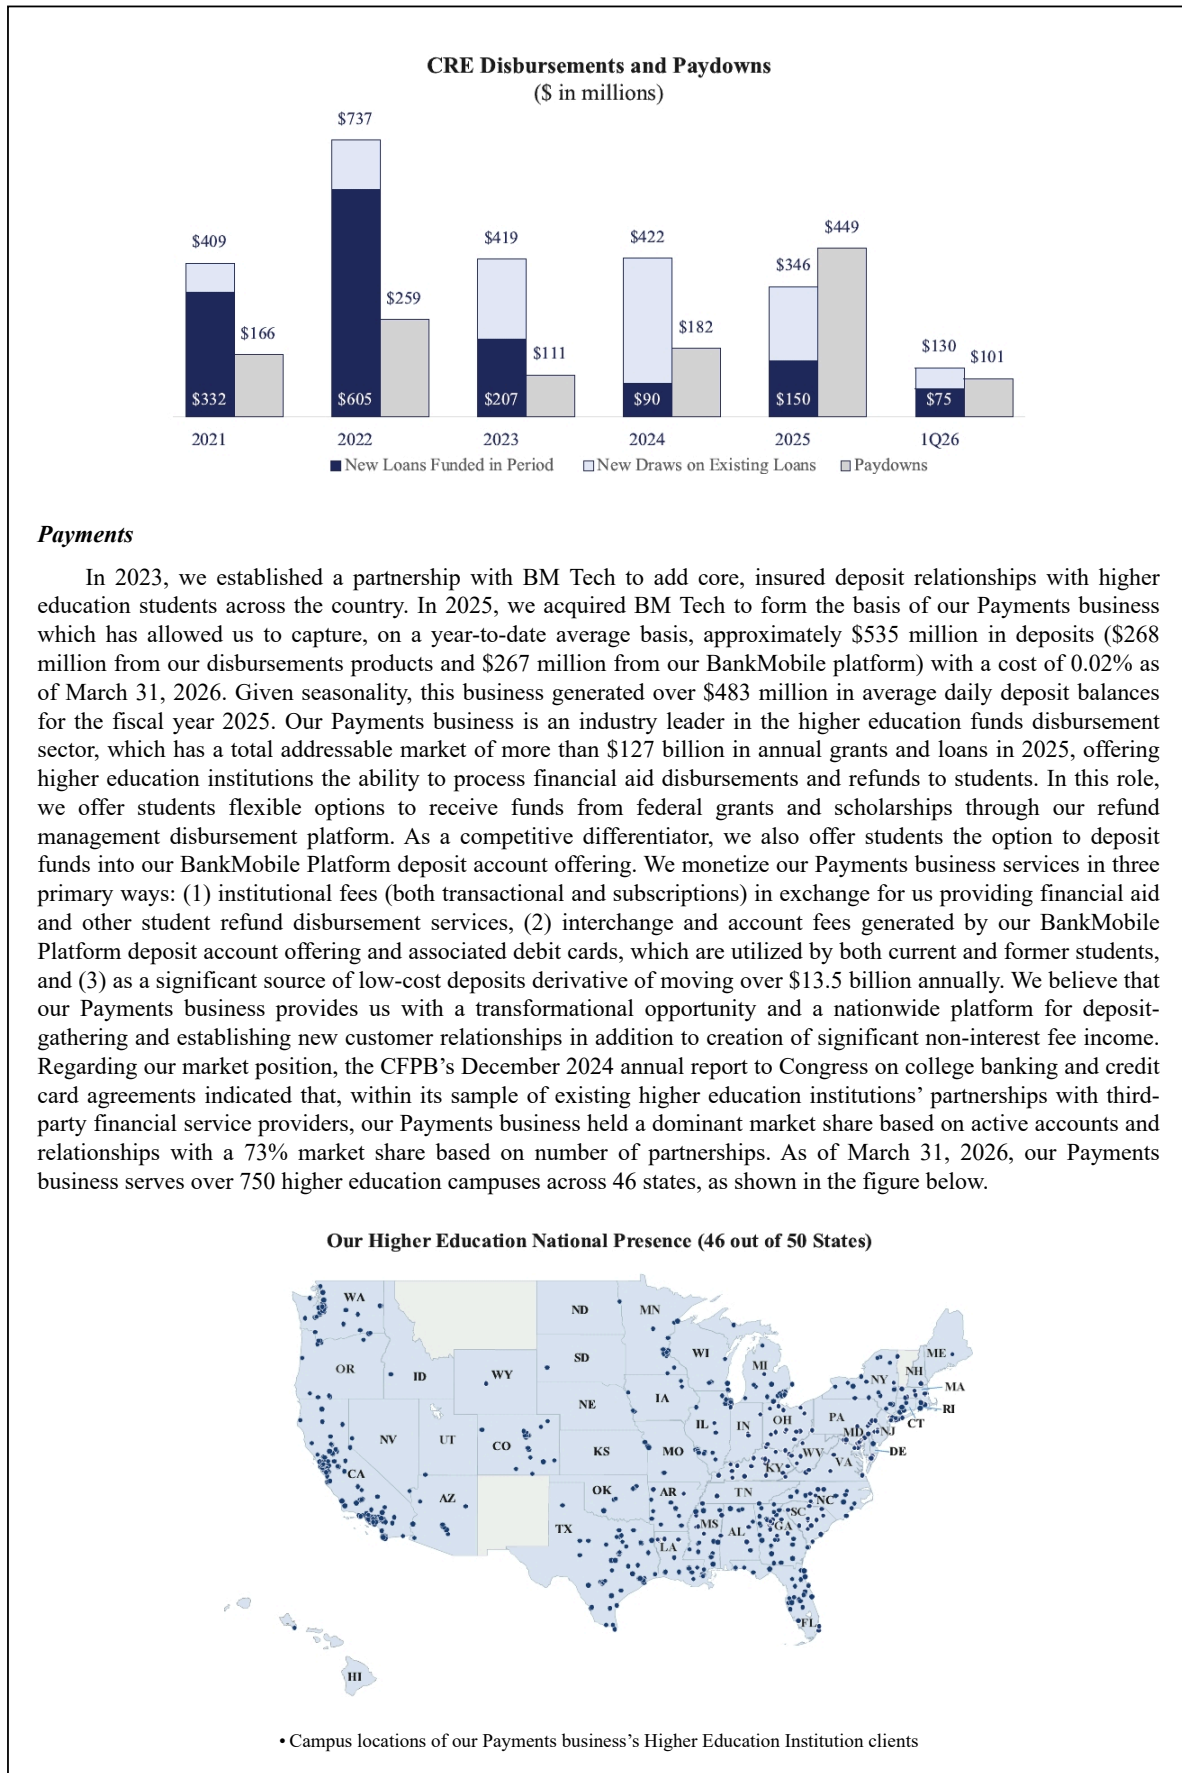 CRE Disbursements and Paydowns
($ in millions)
$737
$409
$419
$422
$449
$346
$259
$166
$182
$111
$130
$101
$332
$605
$207
$90
$150
$75
2021
2022
2023
2024
2025
1Q26
New Loans Funded in Period
New Draws on Existing Loans
Paydowns
Payments
In 2023, we established a partnership with BM Tech to add core, insured deposit relationships with higher
education students across the country. In 2025, we acquired BM Tech to form the basis of our Payments business
which has allowed us to capture, on a year-to-date average basis, approximately $535 million in deposits ($268
million from our disbursements products and $267 million from our BankMobile platform) with a cost of 0.02% as
of March 31, 2026. Given seasonality, this business generated over $483 million in average daily deposit balances
for the fiscal year 2025. Our Payments business is an industry leader in the higher education funds disbursement
sector, which has a total addressable market of more than $127 billion in annual grants and loans in 2025, offering
higher education institutions the ability to process financial aid disbursements and refunds to students. In this role,
we offer students flexible options to receive funds from federal grants and scholarships through our refund
management disbursement platform. As a competitive differentiator, we also offer students the option to deposit
funds into our BankMobile Platform deposit account offering. We monetize our Payments business services in three
primary ways: (1) institutional fees (both transactional and subscriptions) in exchange for us providing financial aid
and other student refund disbursement services, (2) interchange and account fees generated by our BankMobile
Platform deposit account offering and associated debit cards, which are utilized by both current and former students,
and (3) as a significant source of low-cost deposits derivative of moving over $13.5 billion annually. We believe that
our Payments business provides us with a transformational opportunity and a nationwide platform for deposit-
gathering and establishing new customer relationships in addition to creation of significant non-interest fee income.
Regarding our market position, the CFPB’s December 2024 annual report to Congress on college banking and credit
card agreements indicated that, within its sample of existing higher education institutions’ partnerships with third-
party financial service providers, our Payments business held a dominant market share based on active accounts and
relationships with a 73% market share based on number of partnerships. As of March 31, 2026, our Payments
business serves over 750 higher education campuses across 46 states, as shown in the figure below.
Our Higher Education National Presence (46 out of 50 States)
WA
ND
MN
ME
OR
ID
WY
SD
WI
MI
NY
NH
MA
RI
CT
NE
IA
PA
NJ
MD
DE
NV
UT
CO
KS
MO
IL
IN
OH
WV
VA
KY
CA
AZ
OK
AR
TN
NC
SC
TX
LA
MS
AL
GA
FL
HI
• Campus locations of our Payments business’s Higher Education Institution clients